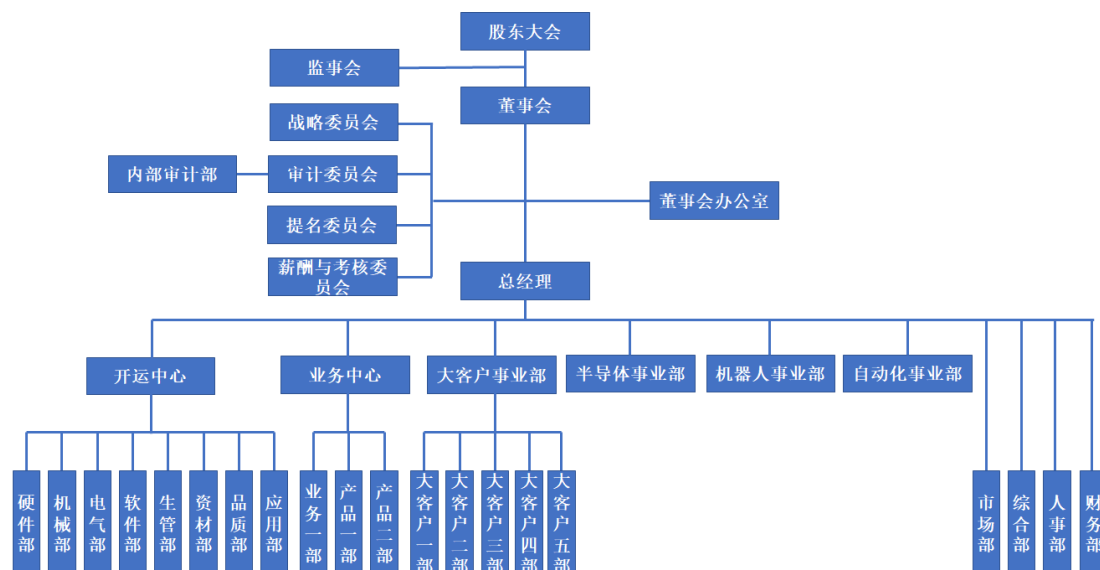 股东大会
监事会
董事会
战略委员会
内部审计部
审计委员会
董事会办公室
提名委员会
薪酬与考核委
员会
总经理
开运中心
业务中心
大客户事业部
半导体事业部
机器人事业部
自动化事业部
硬件部
机械部
电气部
软件部
生管部
资材部
品质部
应用部
业务一部
产品一部
产品二部
大客户一部
大客户二部
大客户三部
大客户四部
大客户五部
市场部
综合部
人事部
财务部